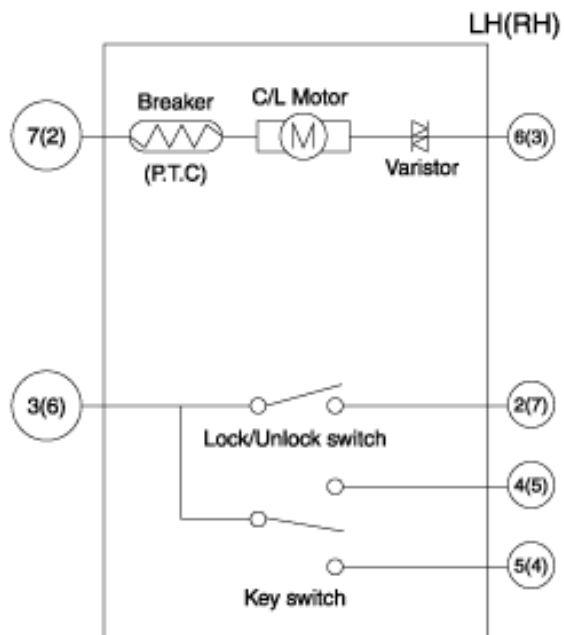 LH(RH)
Breaker
C/L Motor
7(2)
M
6(3)
(P.T.C)
Varistor
3(6)
2(7)
Lock/Unlock switch
4(5)
5(4)
Key switch